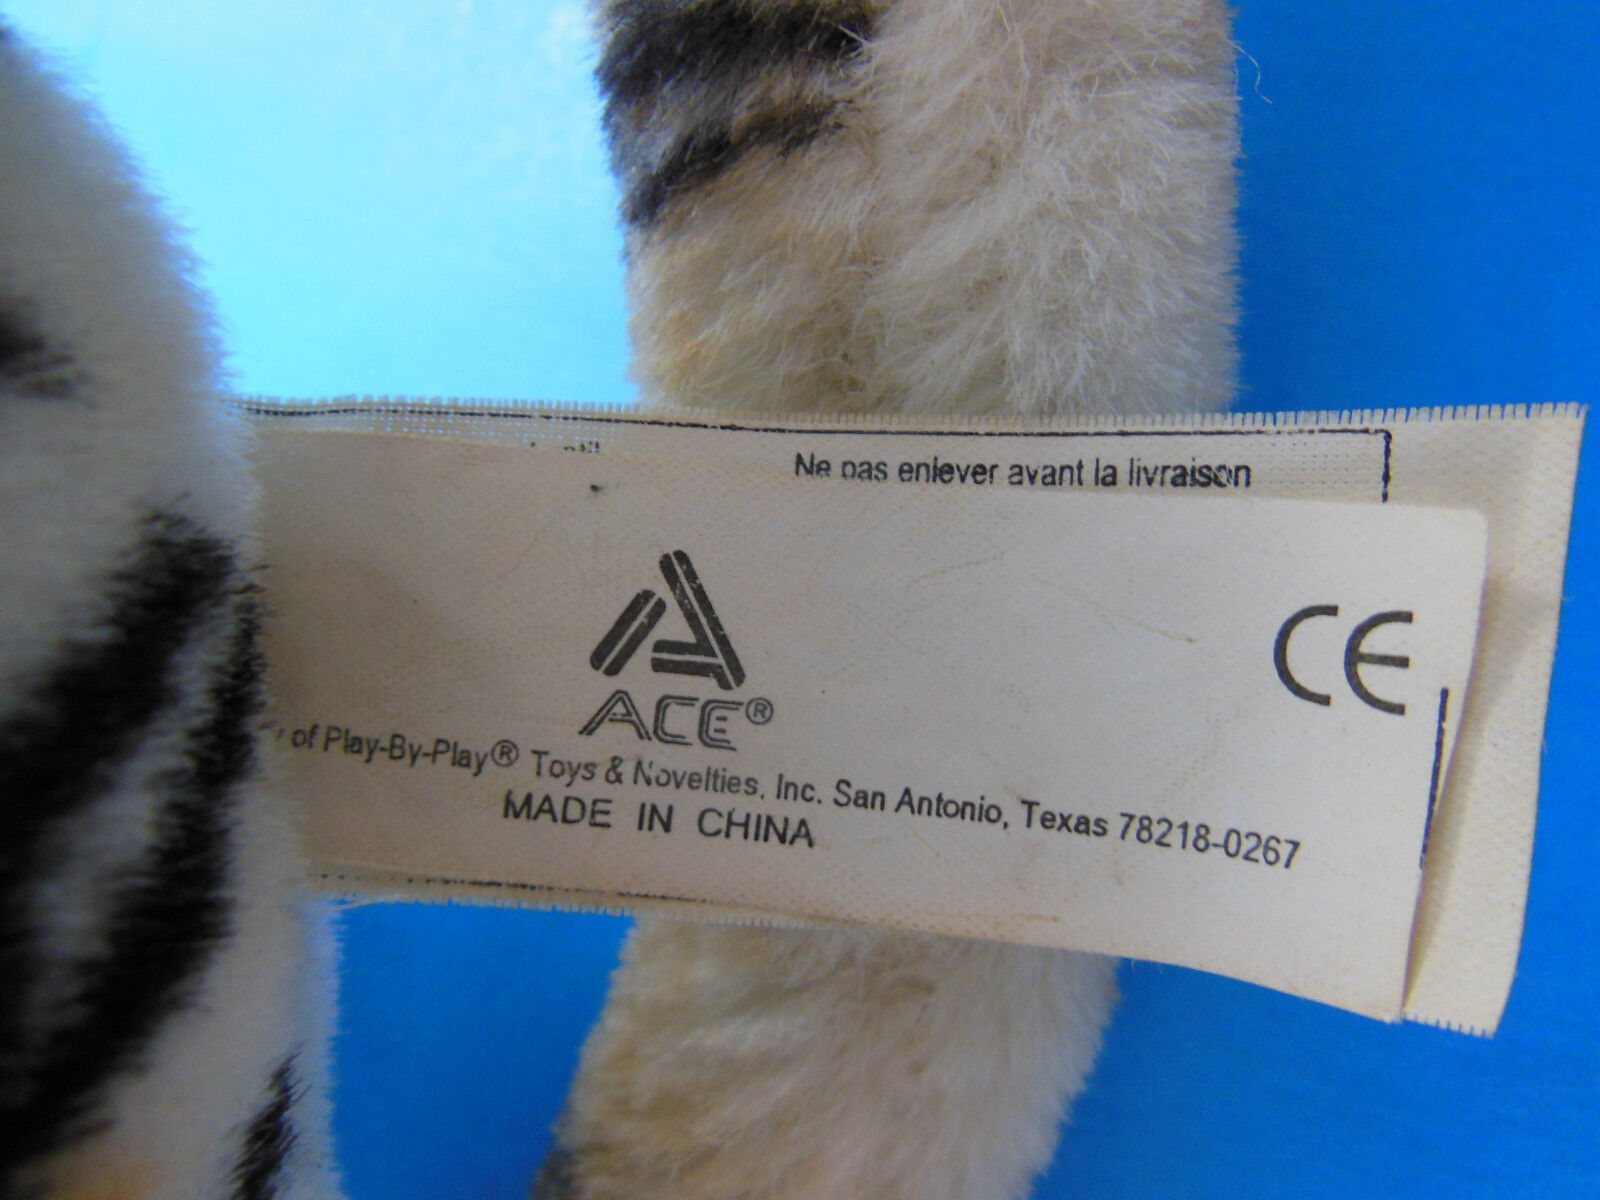 Ne pas enlever avant la livraison
ACE®
CE
of Play-By-Play® Toys & Novelties, Inc. San Antonio, Texas 78218-0267
MADE IN CHINA